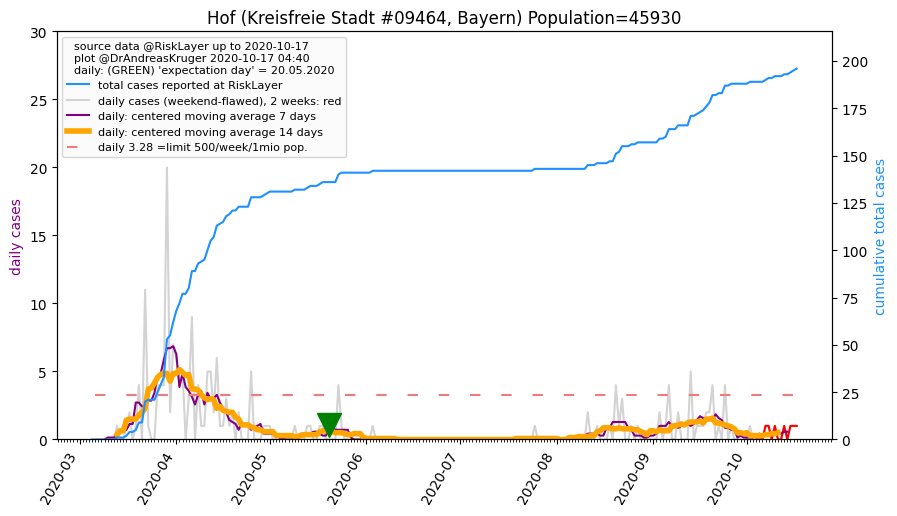 Hof (Kreisfreie Stadt #09464, Bayern) Population=45930
source data @RiskLayer up to 2020-10-17
plot @DrAndreasKruger 2020-10-17 04:40
daily: (GREEN) 'expectation day' = 20.05.2020
total cases reported at RiskLayer
daily cases (weekend-flawed), 2 weeks: red
daily: centered moving average 7 days
daily: centered moving average 14 days
daily 3.28 =limit 500/week/1mio pop.
daily cases
30
25
20
15
10
5
0
cumulative total cases
200
175
150
125
100
75
50
25
0
2020-03
2020-04
2020-05
2020-06
2020-07
2020-08
2020-09
2020-10